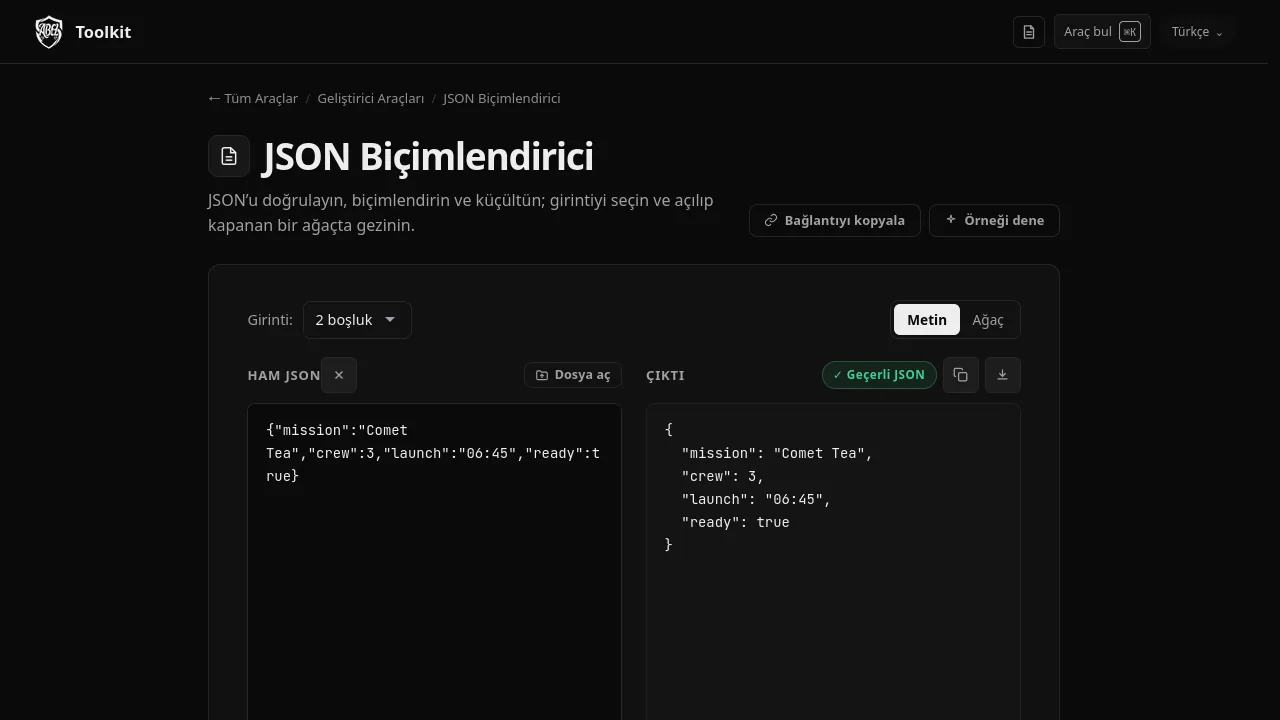 ABEL Toolkit
Araç bul ⌘K
Türkçe
← Tüm Araçlar / Geliştirici Araçları / JSON Biçimlendirici
JSON Biçimlendirici
JSON’u doğrulayın, biçimlendirin ve küçültün; girintiyi seçin ve açılıp
kapanan bir ağaçta gezinin.
Bağlantıyı kopyala
Örneği dene
Girinti: 2 boşluk
Metin Ağaç
HAM JSON ✕
Dosya aç
ÇIKTI
✓ Geçerli JSON
{"mission":"Comet
Tea","crew":3,"launch":"06:45","ready":t
rue}
{
  "mission": "Comet Tea",
  "crew": 3,
  "launch": "06:45",
  "ready": true
}